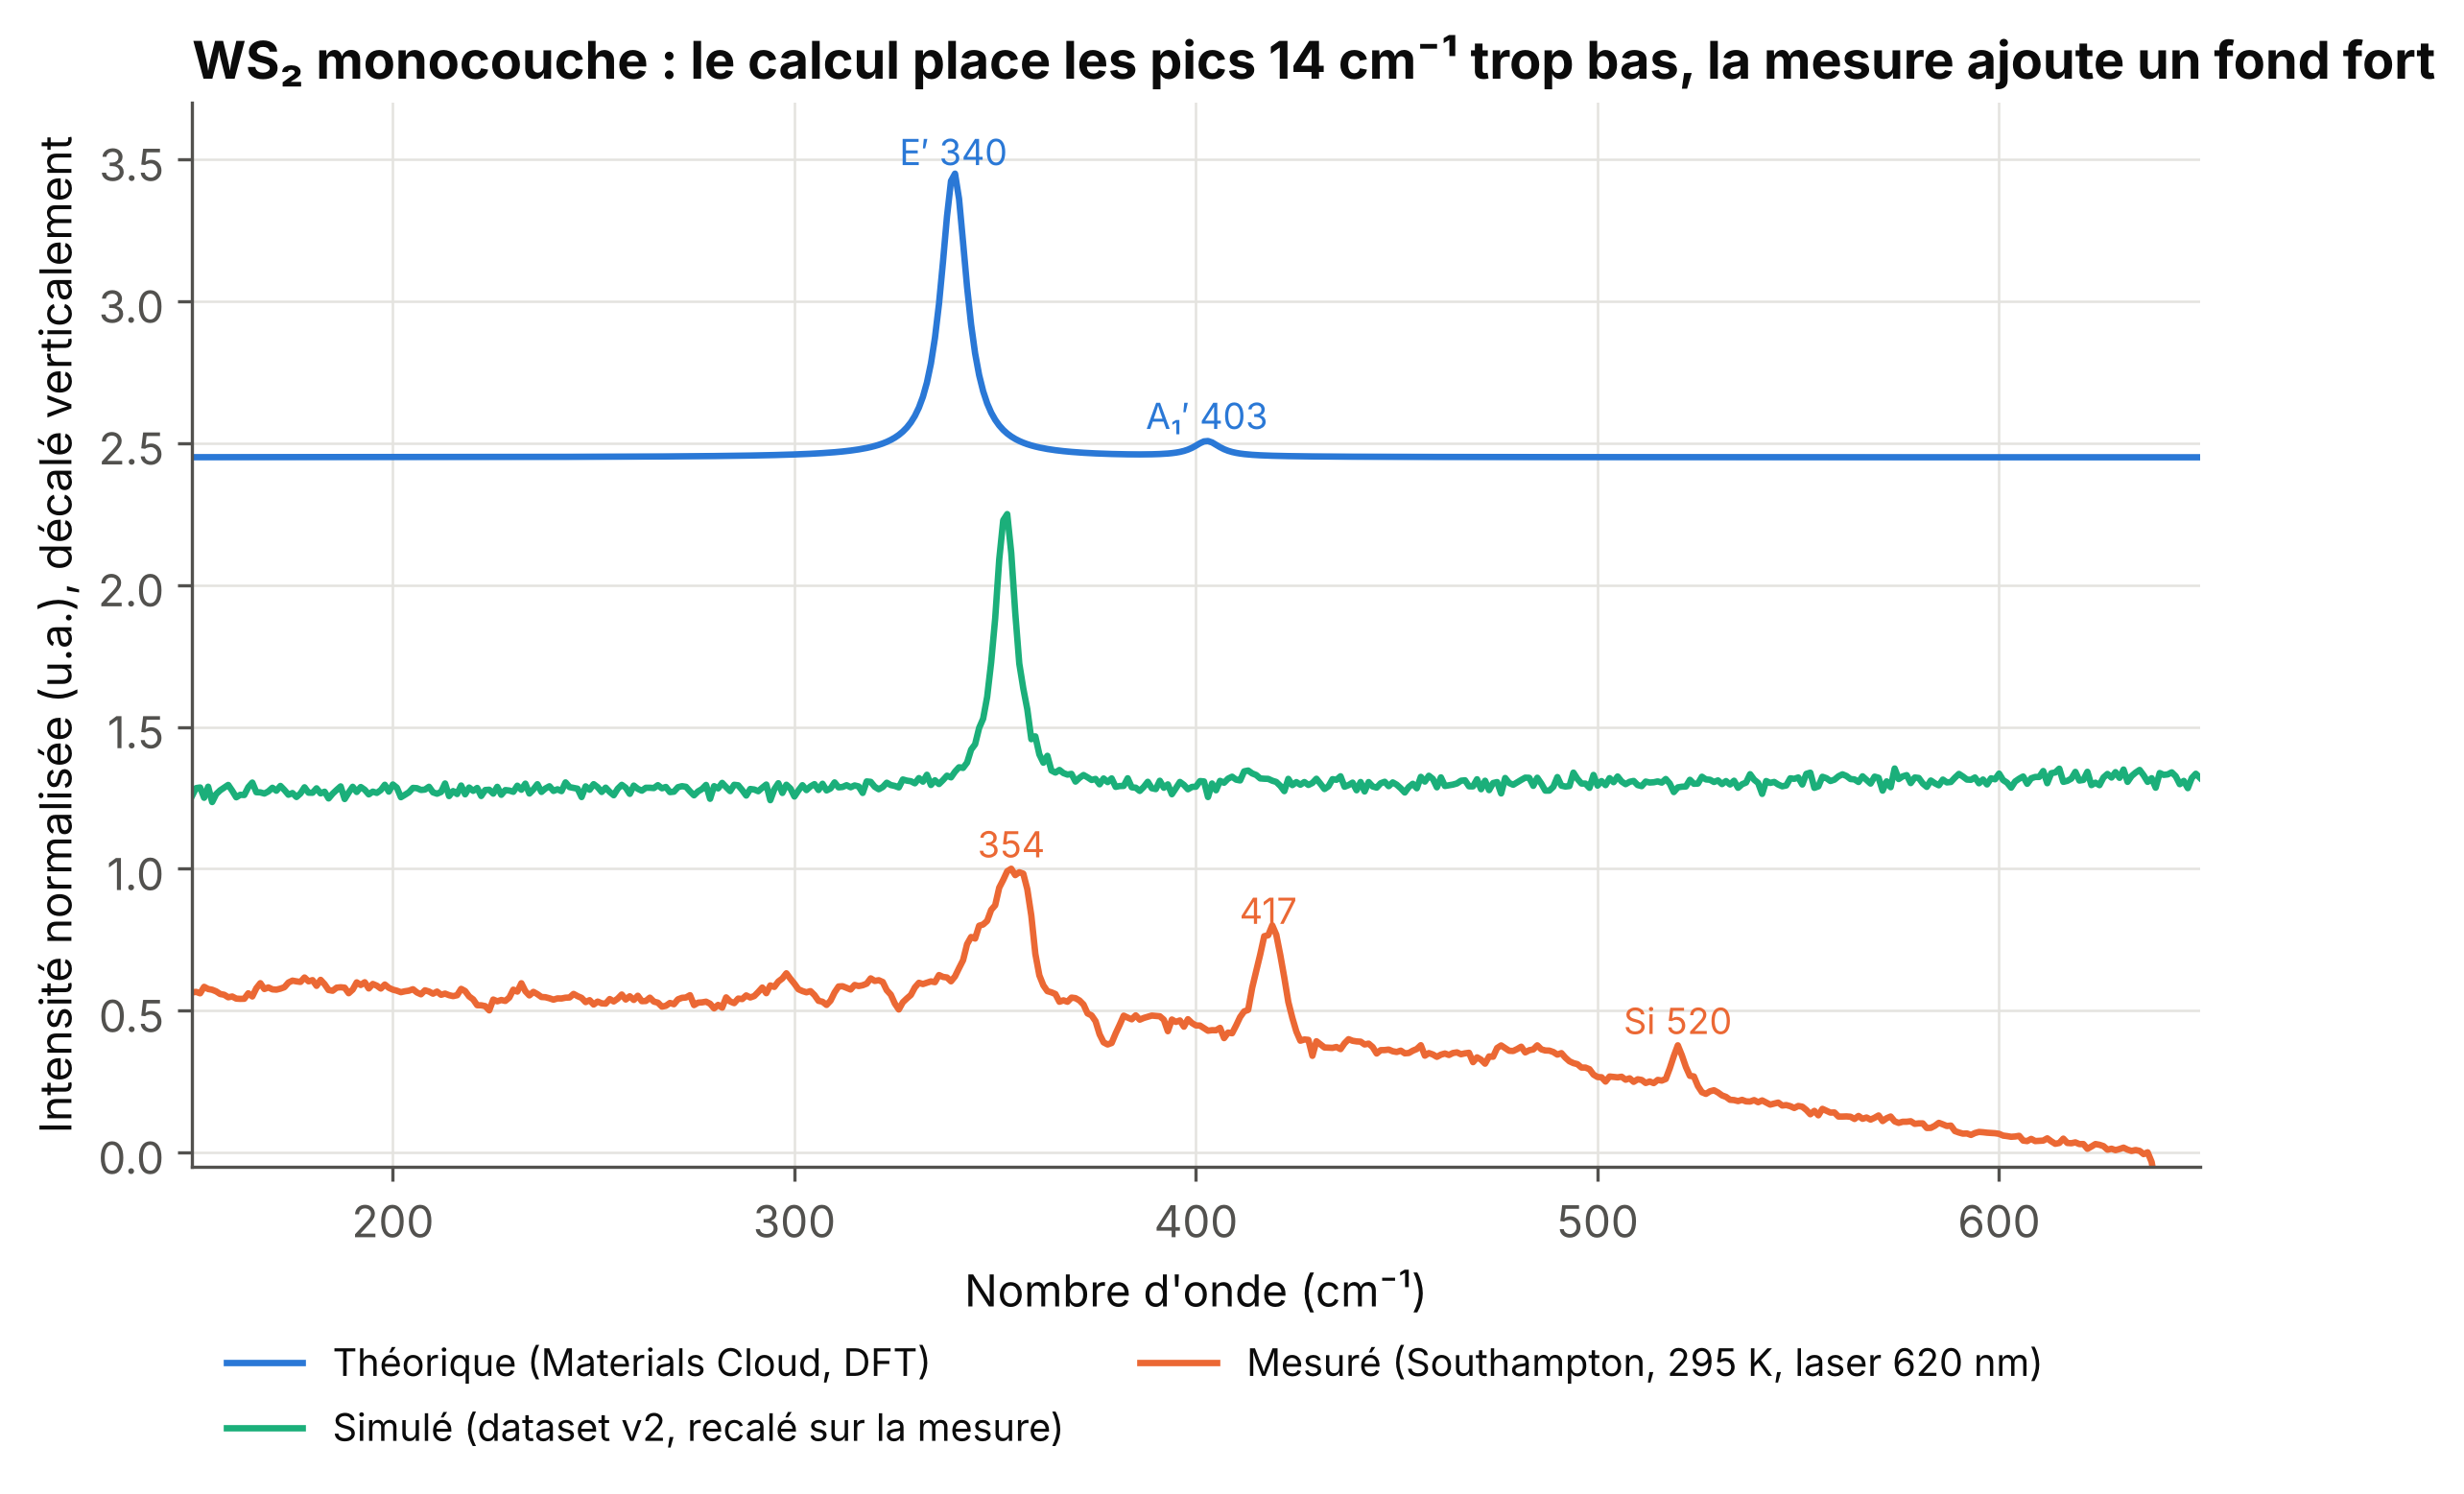 WS₂ monocouche : le calcul place les pics 14 cm⁻¹ trop bas, la mesure ajoute un fond fort
Intensité normalisée (u.a.), décalé verticalement
3.5
3.0
2.5
2.0
1.5
1.0
0.5
0.0
E′ 340
A₁′ 403
354
417
Si 520
200
300
400
500
600
Nombre d'onde (cm⁻¹)
Théorique (Materials Cloud, DFT)
Simulé (dataset v2, recalé sur la mesure)
Mesuré (Southampton, 295 K, laser 620 nm)